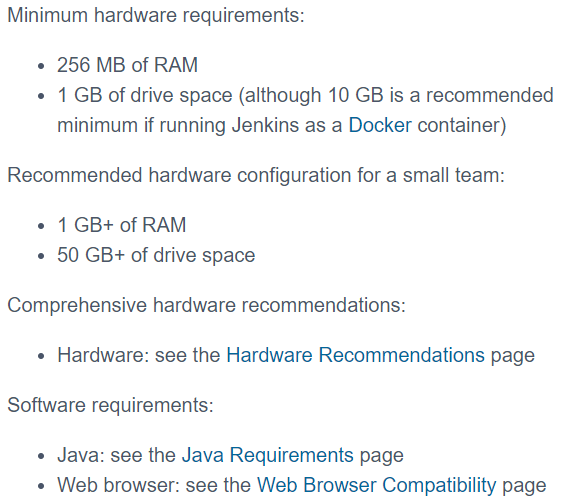 Minimum hardware requirements:
• 256 MB of RAM
• 1 GB of drive space (although 10 GB is a recommended
minimum if running Jenkins as a Docker container)
Recommended hardware configuration for a small team:
• 1 GB+ of RAM
• 50 GB+ of drive space
Comprehensive hardware recommendations:
• Hardware: see the Hardware Recommendations page
Software requirements:
• Java: see the Java Requirements page
• Web browser: see the Web Browser Compatibility page